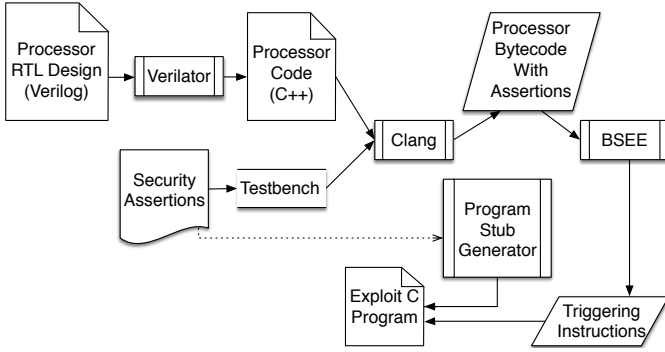 Processor
RTL Design
(Verilog)
Verilator
Processor
Code
(C++)
Processor
Bytecode
With
Assertions
Clang
BSEE
Security
Assertions
Testbench
Program
Stub
Generator
Exploit C
Program
Triggering
Instructions